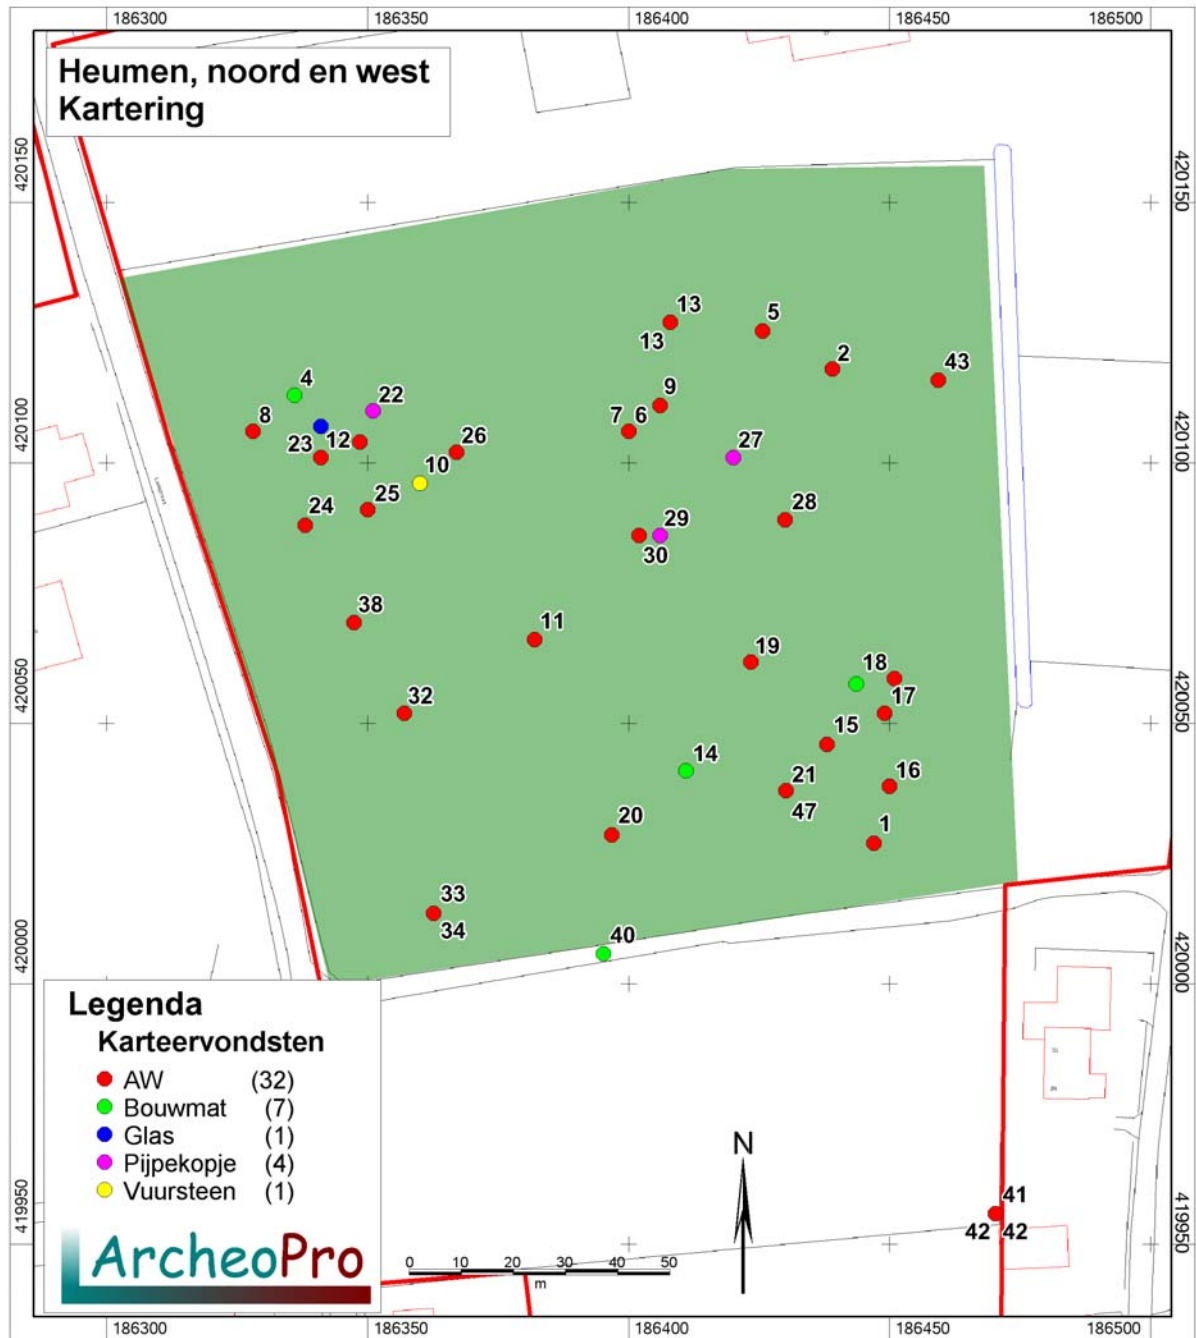 186300 186350 186400 186450 186500
Heumen, noord en west
Kartering
420150 420150
13
13
5
2
43
4
22
9
8
7 6
23
12
26
27
420100 420100
10
25
24
28
29
30
38
11
19
18
17
32
420050 420050
15
14
21
47
16
20
1
33
34
40
420000 420000
Legenda
Karteervondsten
AW (32)
Bouwmat (7)
Glas (1)
Pijpekopje (4)
Vuursteen (1)
N
41
42 42
419950 419950
ArcheoPro
0 10 20 30 40 50
m
186300 186350 186400 186450 186500